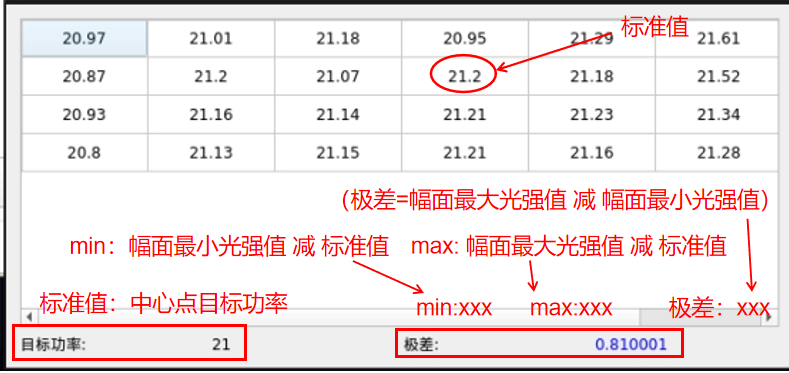 标准值
20.97 21.01 21.18 20.95 21.29 21.61
20.87 21.2 21.07 21.2 21.18 21.52
20.93 21.16 21.14 21.21 21.23 21.34
20.8 21.13 21.15 21.21 21.16 21.28
（极差=幅面最大光强值 减 幅面最小光强值）
min：幅面最小光强值 减 标准值 max: 幅面最大光强值 减 标准值
标准值：中心点目标功率 min:xxx max:xxx 极差：xxx
目标功率: 21 极差: 0.810001